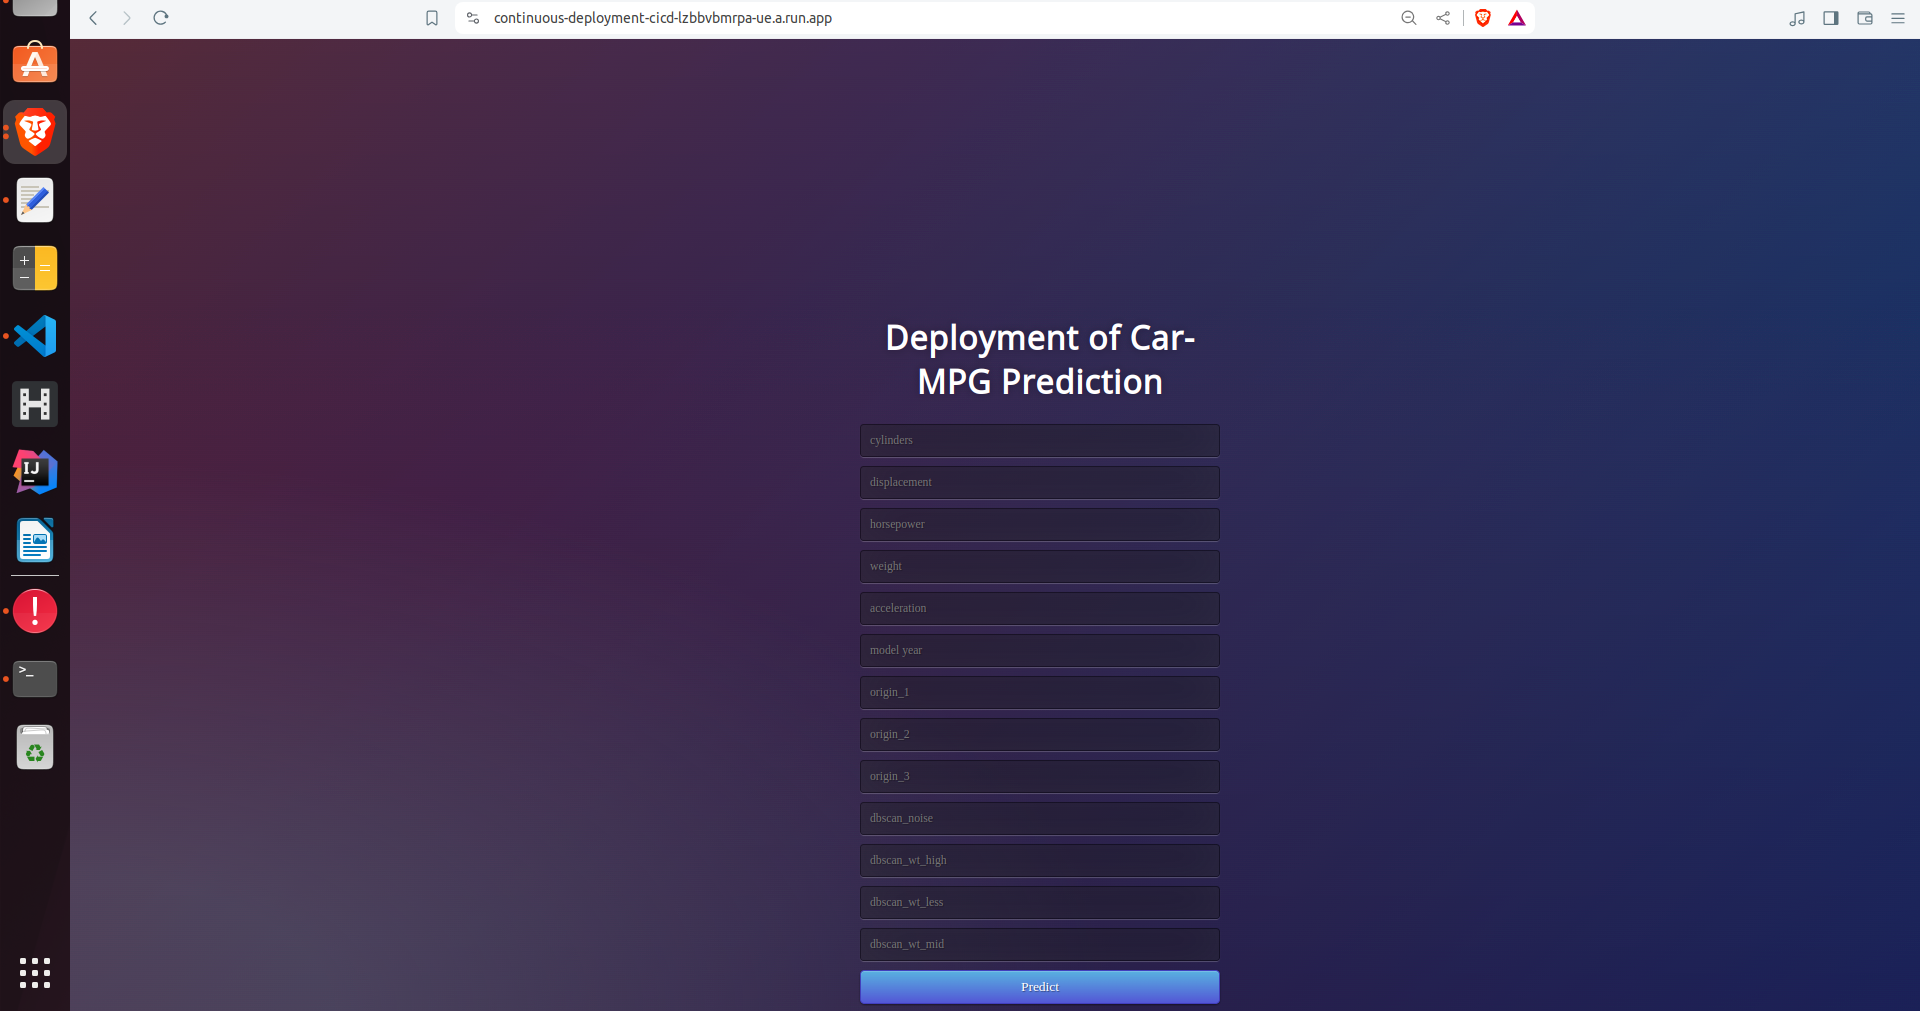 continuous-deployment-cicd-lzbbvbmrpa-ue.a.run.app
Deployment of Car-
MPG Prediction
cylinders
displacement
horsepower
weight
acceleration
model year
origin_1
origin_2
origin_3
dbscan_noise
dbscan_wt_high
dbscan_wt_less
dbscan_wt_mid
Predict
IJ